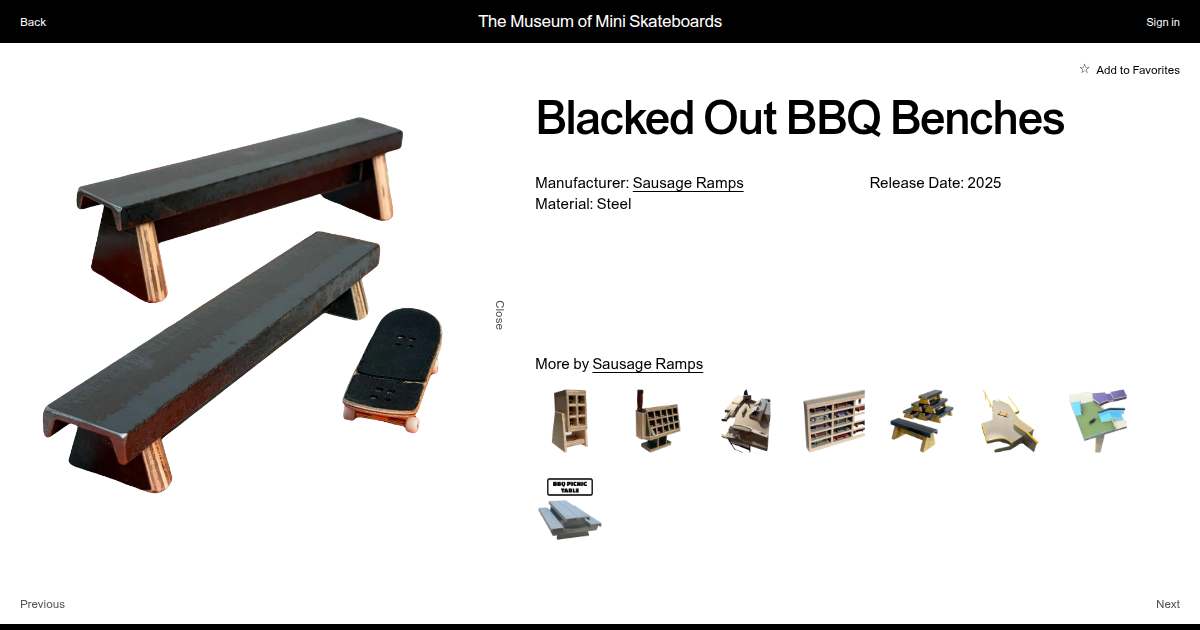 Back
The Museum of Mini Skateboards
Sign in
☆ Add to Favorites
Blacked Out BBQ Benches
Manufacturer: Sausage Ramps
Release Date: 2025
Material: Steel
Close
More by Sausage Ramps
BBQ PICNIC
TABLE
Previous
Next